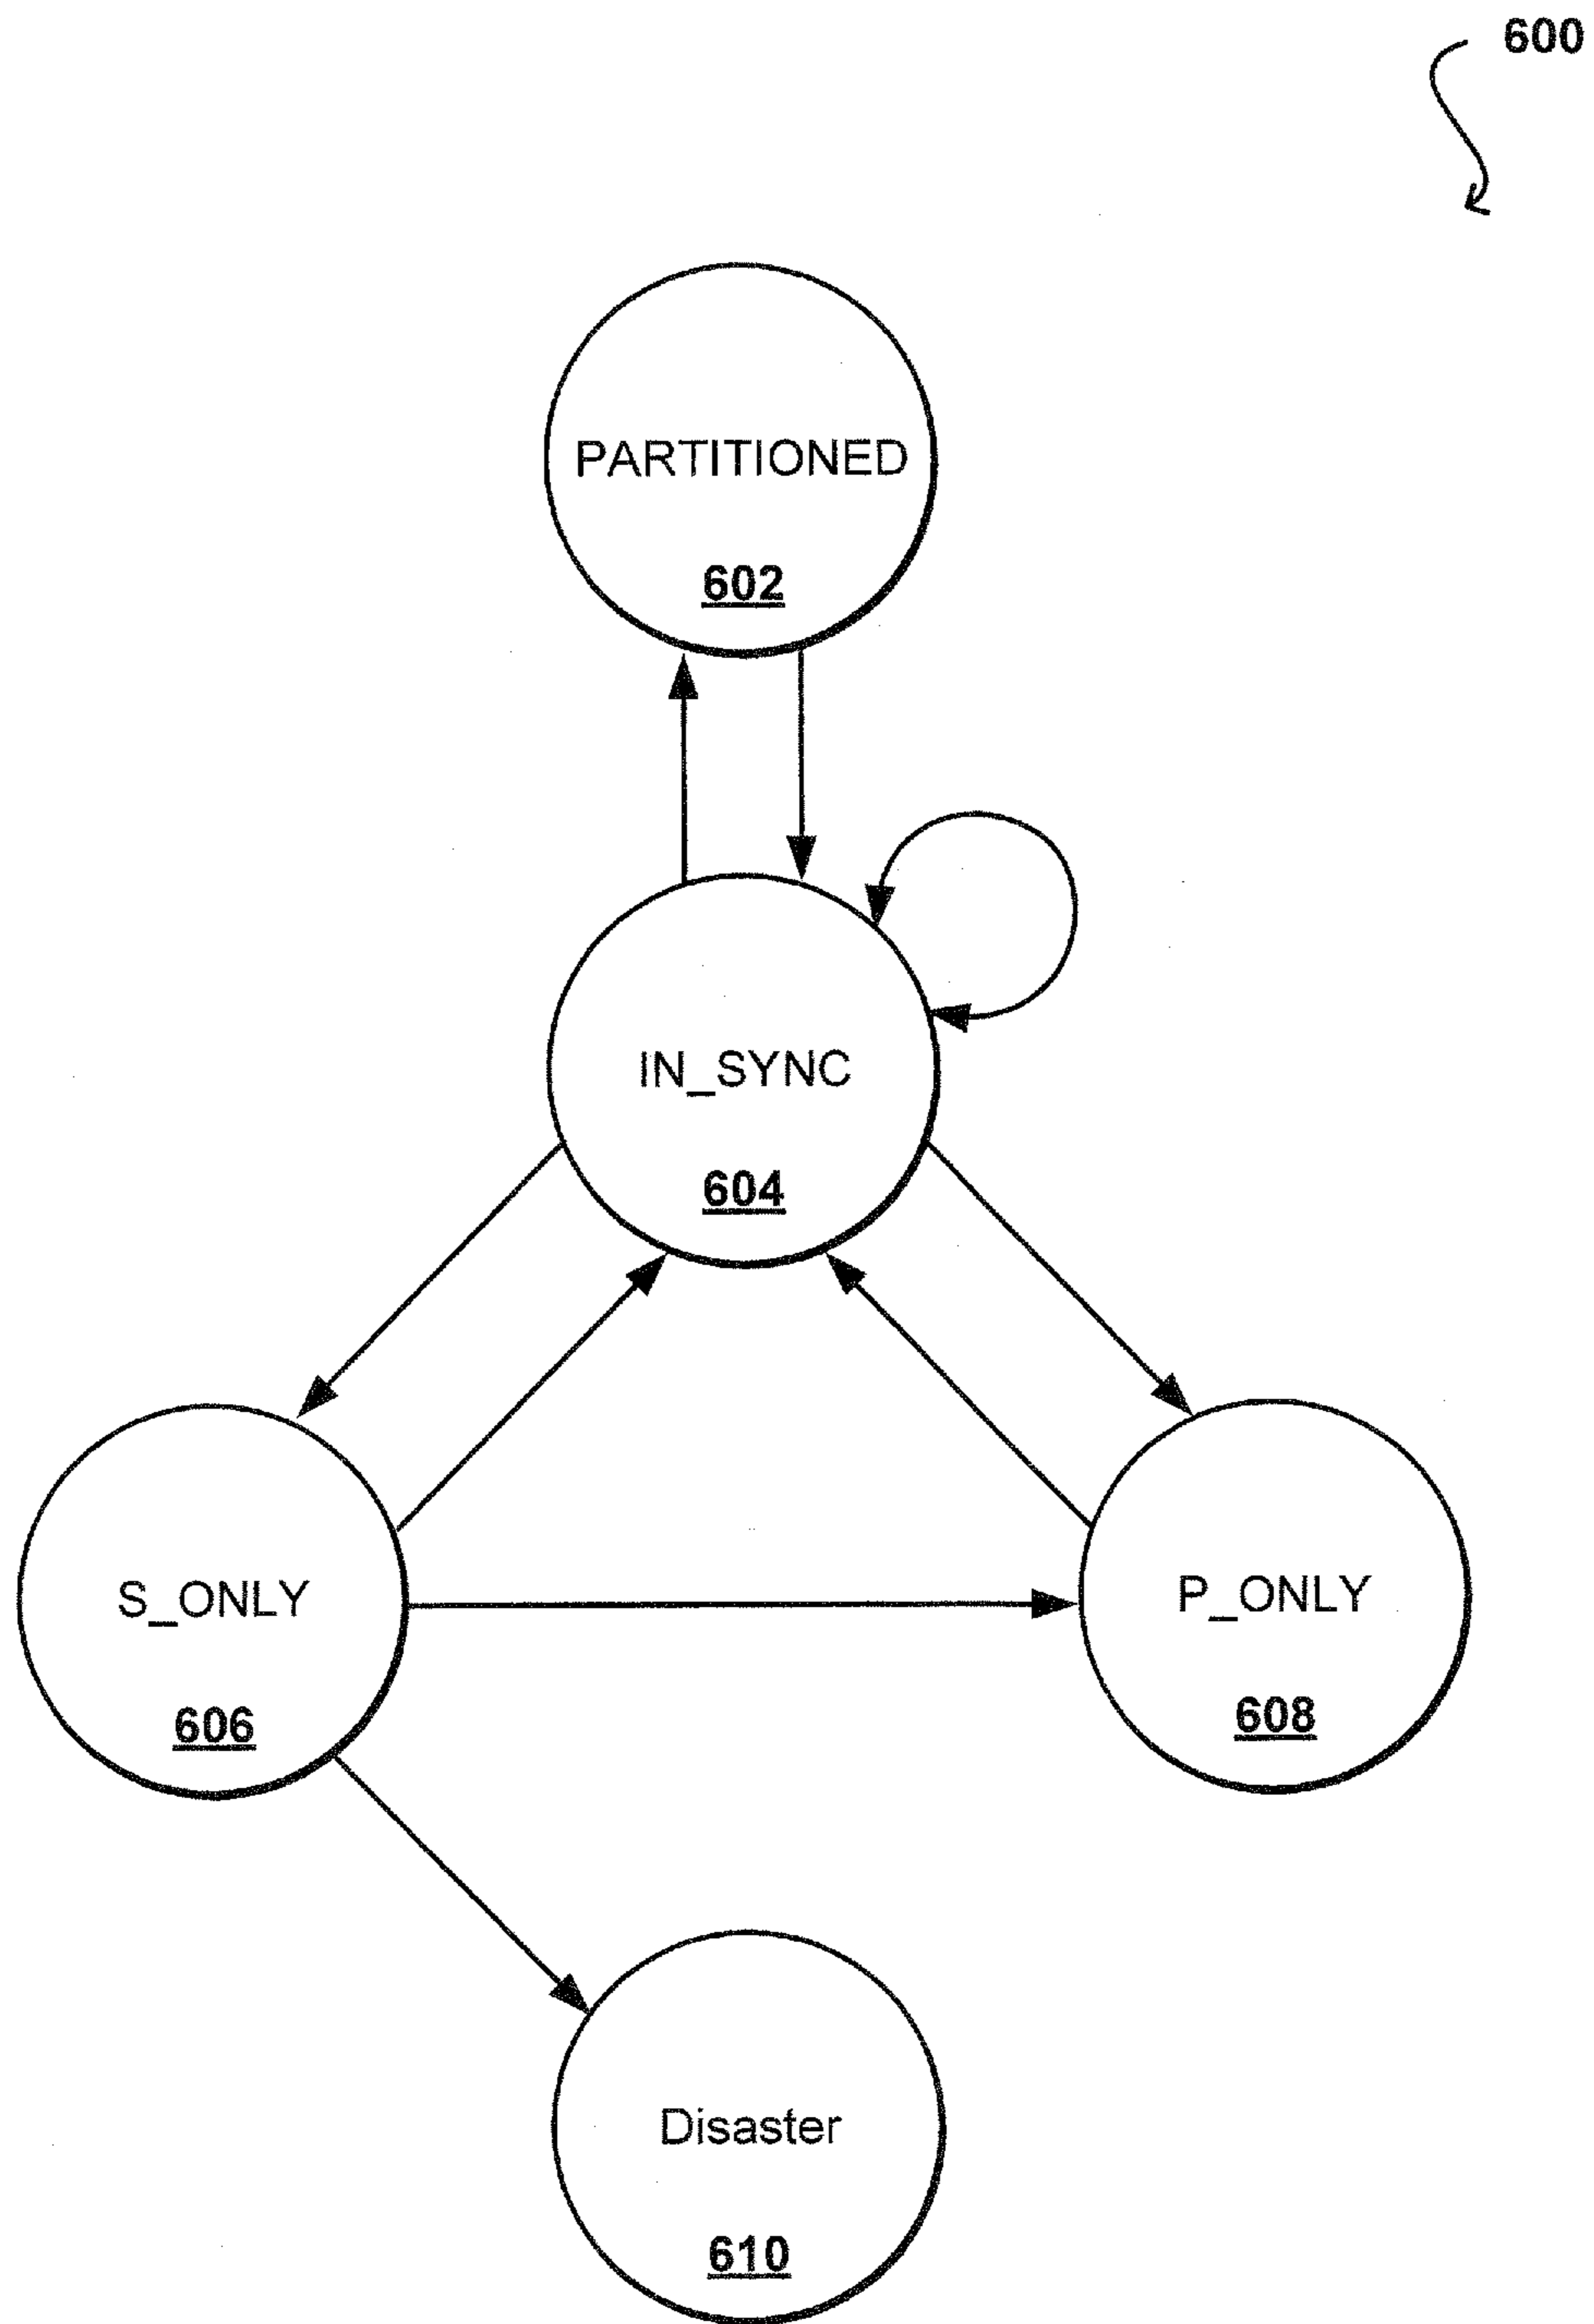 600
PARTITIONED
602
IN_SYNC
604
S_ONLY
606
P_ONLY
608
Disaster
610